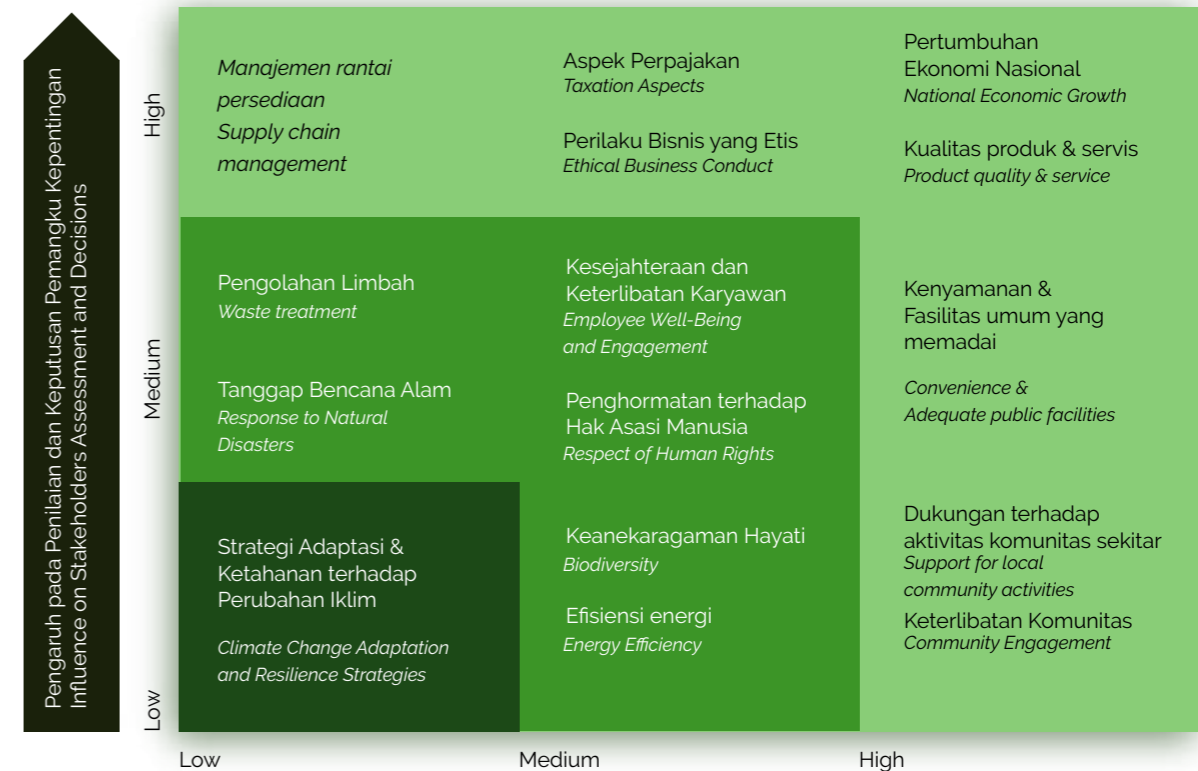 Pengaruh pada Penilaian dan Keputusan Pemangku Kepentingan
Influence on Stakeholders Assessment and Decisions
High
Manajemen rantai
persediaan
Supply chain
management
Aspek Perpajakan
Taxation Aspects
Perilaku Bisnis yang Etis
Ethical Business Conduct
Pertumbuhan
Ekonomi Nasional
National Economic Growth
Kualitas produk & servis
Product quality & service
Medium
Pengolahan Limbah
Waste treatment
Tanggap Bencana Alam
Response to Natural
Disasters
Kesejahteraan dan
Keterlibatan Karyawan
Employee Well-Being
and Engagement
Penghormatan terhadap
Hak Asasi Manusia
Respect of Human Rights
Kenyamanan &
Fasilitas umum yang
memadai
Convenience &
Adequate public facilities
Low
Strategi Adaptasi &
Ketahanan terhadap
Perubahan Iklim
Climate Change Adaptation
and Resilience Strategies
Keanekaragaman Hayati
Biodiversity
Efisiensi energi
Energy Efficiency
Dukungan terhadap
aktivitas komunitas sekitar
Support for local
community activities
Keterlibatan Komunitas
Community Engagement
Low
Medium
High